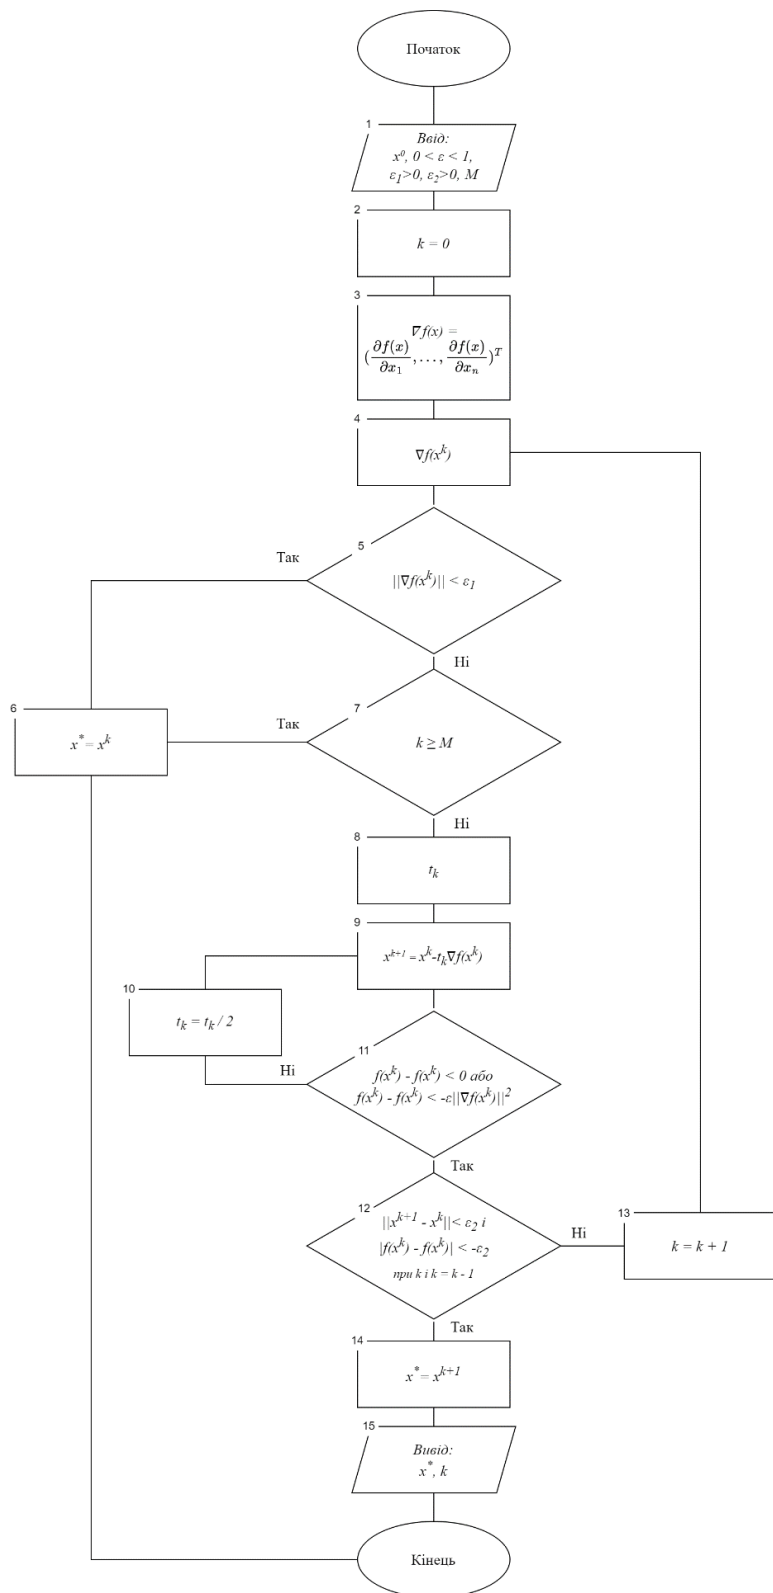 Початок
1
Ввід:
x⁰, 0 < ε < 1,
ε₁>0, ε₂>0, M
2
k = 0
3
∇f(x) =
(∂f(x)/∂x₁, . . . , ∂f(x)/∂xₙ)ᵀ
4
∇f(xᵏ)
5
Так
||∇f(xᵏ)|| < ε₁
Ні
6
x* = xᵏ
7
Так
k ≥ M
Ні
8
tₖ
9
xᵏ⁺¹ = xᵏ-tₖ∇f(xᵏ)
10
tₖ = tₖ / 2
11
Ні
f(xᵏ) - f(xᵏ) < 0 або
f(xᵏ) - f(xᵏ) < -ε||∇f(xᵏ)||²
Так
12
||xᵏ⁺¹ - xᵏ|| < ε₂ і
|f(xᵏ) - f(xᵏ)| < -ε₂
при k і k = k - 1
Ні
13
k = k + 1
Так
14
x* = xᵏ⁺¹
15
Вивід:
x*, k
Кінець